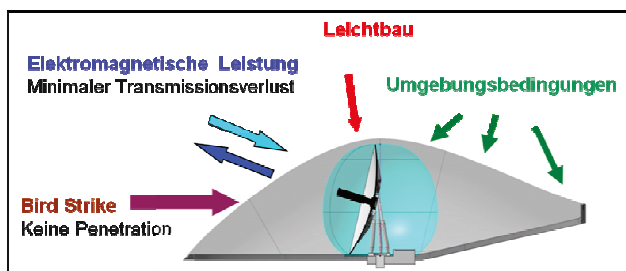 Leichtbau
Elektromagnetische Leistung
Minimaler Transmissionsverlust
Umgebungsbedingungen
Bird Strike
Keine Penetration